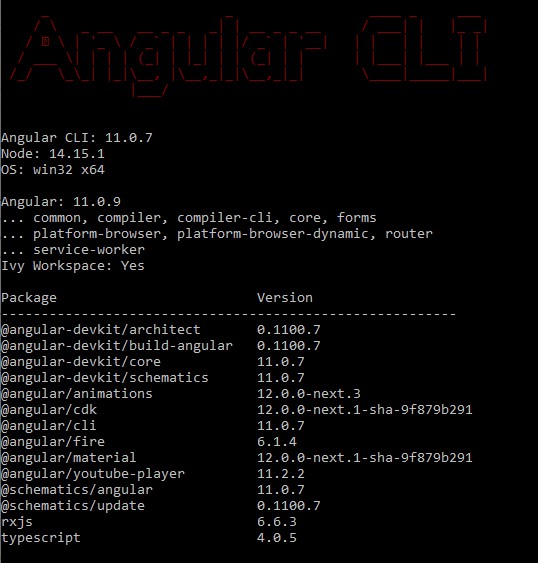 Angular CLI
Angular CLI: 11.0.7
Node: 14.15.1
OS: win32 x64
Angular: 11.0.9
... common, compiler, compiler-cli, core, forms
... platform-browser, platform-browser-dynamic, router
... service-worker
Ivy Workspace: Yes
Package Version
---------------------------------------------------------
@angular-devkit/architect 0.1100.7
@angular-devkit/build-angular 0.1100.7
@angular-devkit/core 11.0.7
@angular-devkit/schematics 11.0.7
@angular/animations 12.0.0-next.3
@angular/cdk 12.0.0-next.1-sha-9f879b291
@angular/cli 11.0.7
@angular/fire 6.1.4
@angular/material 12.0.0-next.1-sha-9f879b291
@angular/youtube-player 11.2.2
@schematics/angular 11.0.7
@schematics/update 0.1100.7
rxjs 6.6.3
typescript 4.0.5